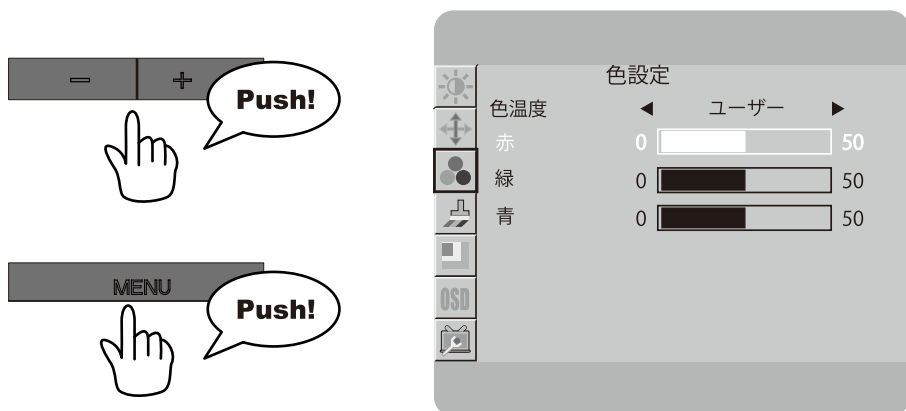 − +
Push!
MENU
Push!
色設定
色温度 ◀ ユーザー ▶
赤 0 50
緑 0 50
青 0 50
OSD